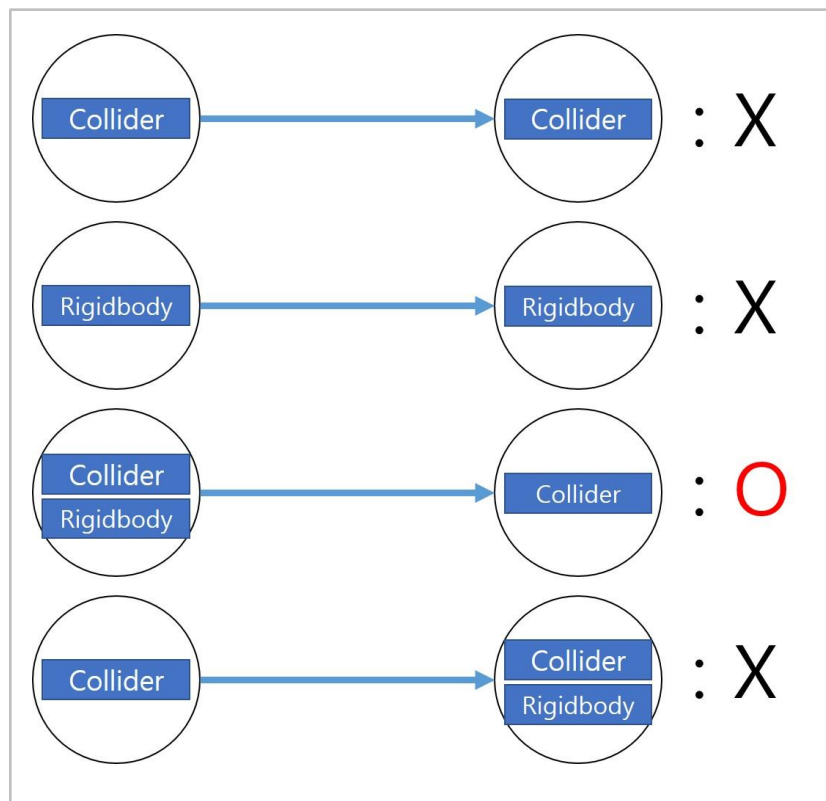 Collider Collider : X
Rigidbody Rigidbody : X
Collider
Rigidbody Collider : O
Collider Collider
Rigidbody : X